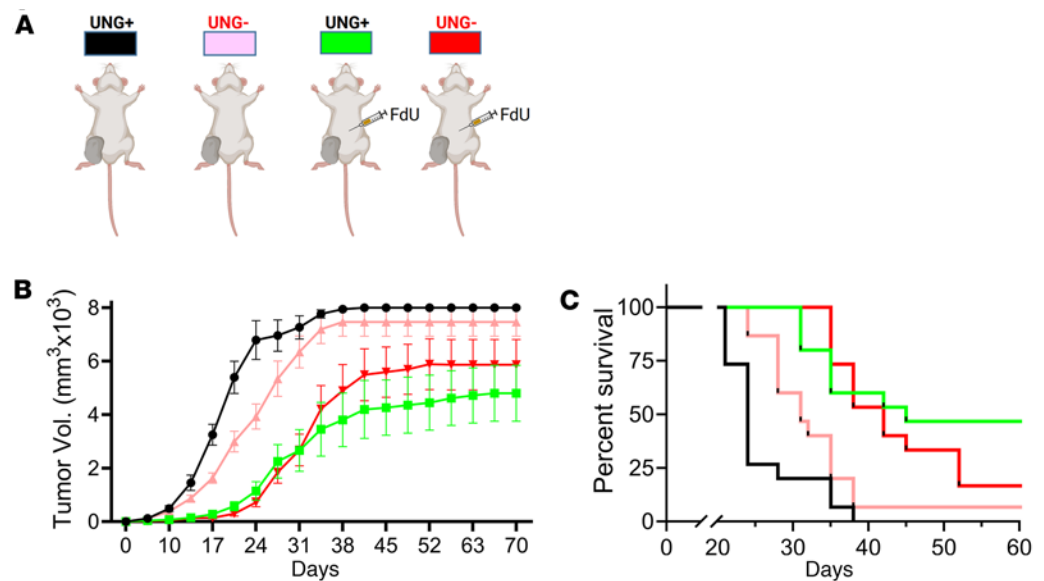 A
UNG+ UNG- UNG+ UNG-
FdU FdU
B
Tumor Vol. (mm³x10³)
8
6
4
2
0
0 10 17 24 31 38 45 52 63 70
Days
C
Percent survival
100
75
50
25
0
0 20 30 40 50 60
Days